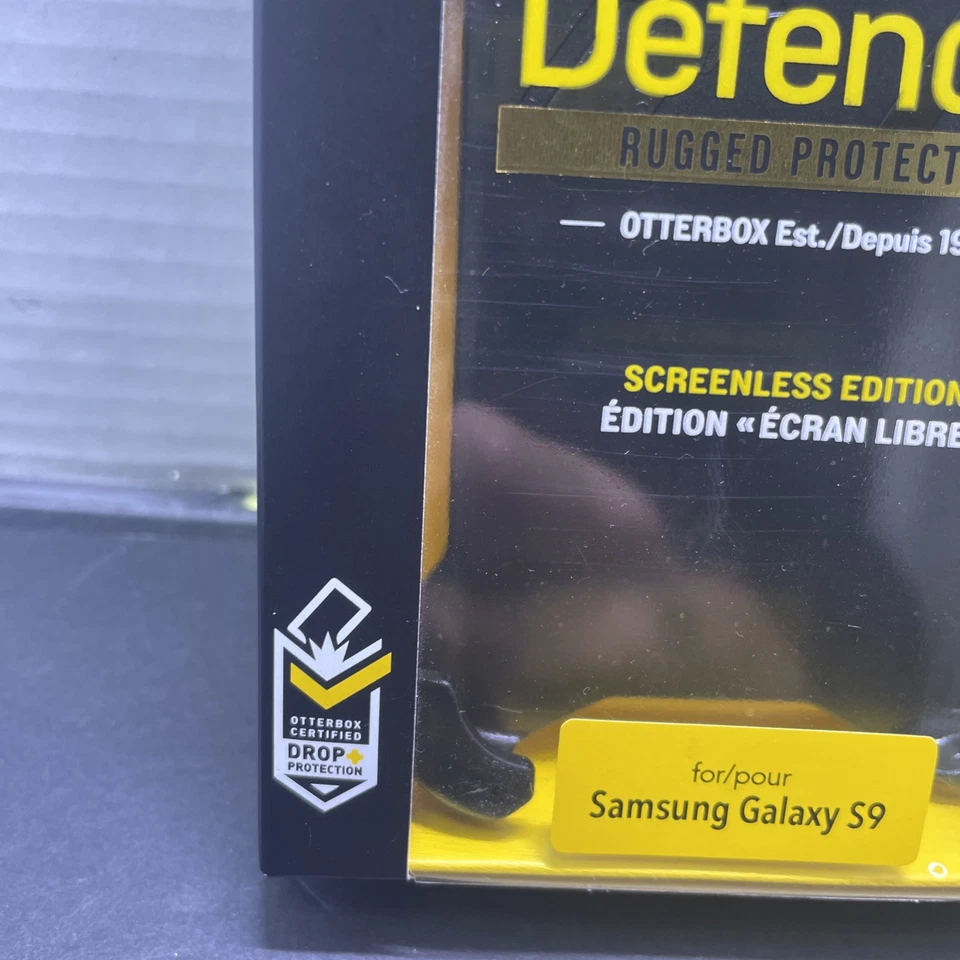 Defend
RUGGED PROTECT
— OTTERBOX Est./Depuis 19
SCREENLESS EDITION
ÉDITION « ÉCRAN LIBRE
OTTERBOX
CERTIFIED
DROP+
PROTECTION
for/pour
Samsung Galaxy S9